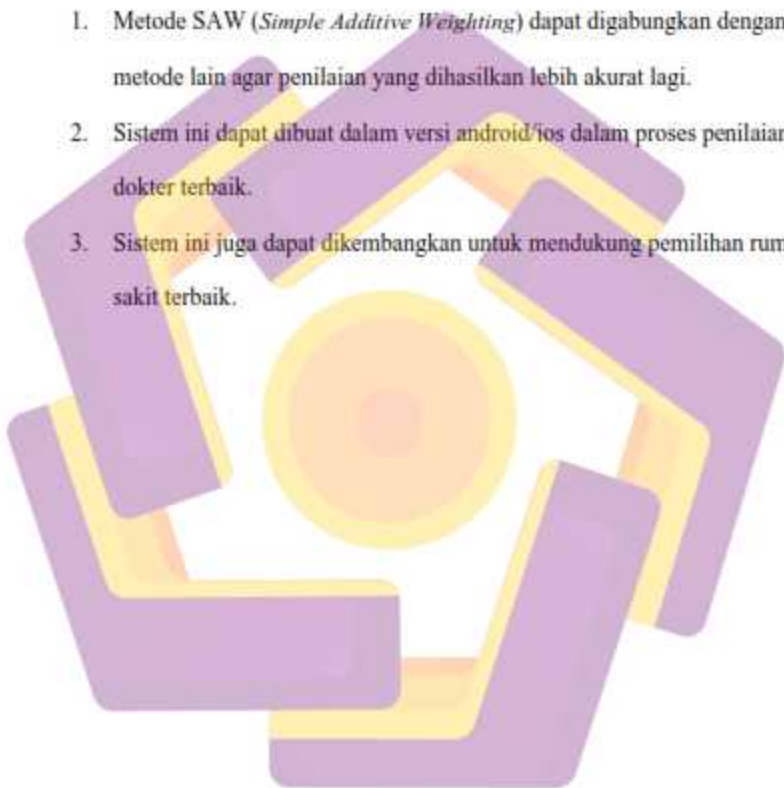 1. Metode SAW (Simple Additive Weighting) dapat digabungkan dengan
metode lain agar penilaian yang dihasilkan lebih akurat lagi.
2. Sistem ini dapat dibuat dalam versi android/ios dalam proses penilaian
dokter terbaik.
3. Sistem ini juga dapat dikembangkan untuk mendukung pemilihan rum
sakit terbaik.